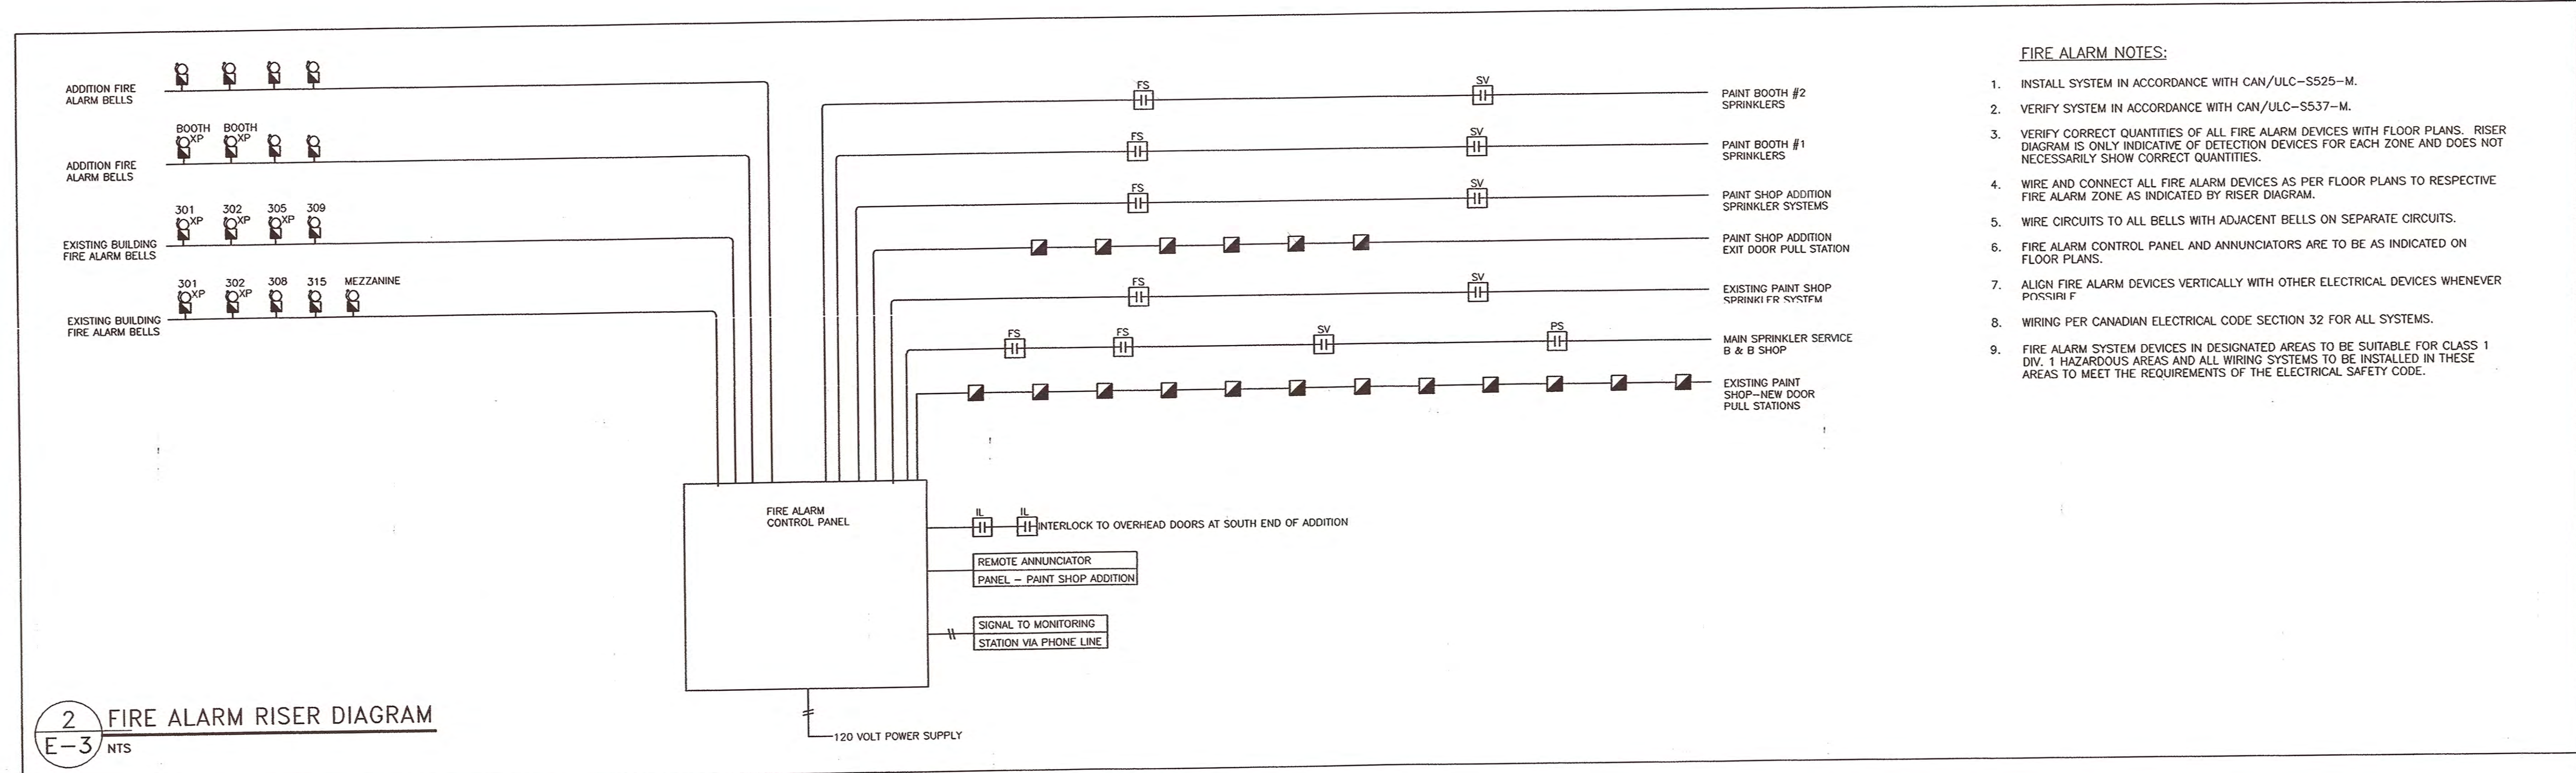 ADDITION FIRE
ALARM BELLS
BOOTH BOOTH
XP XP
ADDITION FIRE
ALARM BELLS
301 302 305 309
XP XP XP
EXISTING BUILDING
FIRE ALARM BELLS
301 302 308 315 MEZZANINE
XP XP
EXISTING BUILDING
FIRE ALARM BELLS
FS SV
PAINT BOOTH #2
SPRINKLERS
FS SV
PAINT BOOTH #1
SPRINKLERS
FS SV
PAINT SHOP ADDITION
SPRINKLER SYSTEMS
PAINT SHOP ADDITION
EXIT DOOR PULL STATION
FS SV
EXISTING PAINT SHOP
SPRINKLER SYSTEM
FS FS SV PS
MAIN SPRINKLER SERVICE
B & B SHOP
EXISTING PAINT
SHOP-NEW DOOR
PULL STATIONS
FIRE ALARM
CONTROL PANEL
IL IL
INTERLOCK TO OVERHEAD DOORS AT SOUTH END OF ADDITION
REMOTE ANNUNCIATOR
PANEL - PAINT SHOP ADDITION
SIGNAL TO MONITORING
STATION VIA PHONE LINE
120 VOLT POWER SUPPLY
2
E-3
FIRE ALARM RISER DIAGRAM
NTS
FIRE ALARM NOTES:
1. INSTALL SYSTEM IN ACCORDANCE WITH CAN/ULC-S525-M.
2. VERIFY SYSTEM IN ACCORDANCE WITH CAN/ULC-S537-M.
3. VERIFY CORRECT QUANTITIES OF ALL FIRE ALARM DEVICES WITH FLOOR PLANS. RISER
DIAGRAM IS ONLY INDICATIVE OF DETECTION DEVICES FOR EACH ZONE AND DOES NOT
NECESSARILY SHOW CORRECT QUANTITIES.
4. WIRE AND CONNECT ALL FIRE ALARM DEVICES AS PER FLOOR PLANS TO RESPECTIVE
FIRE ALARM ZONE AS INDICATED BY RISER DIAGRAM.
5. WIRE CIRCUITS TO ALL BELLS WITH ADJACENT BELLS ON SEPARATE CIRCUITS.
6. FIRE ALARM CONTROL PANEL AND ANNUNCIATORS ARE TO BE AS INDICATED ON
FLOOR PLANS.
7. ALIGN FIRE ALARM DEVICES VERTICALLY WITH OTHER ELECTRICAL DEVICES WHENEVER
POSSIBLE
8. WIRING PER CANADIAN ELECTRICAL CODE SECTION 32 FOR ALL SYSTEMS.
9. FIRE ALARM SYSTEM DEVICES IN DESIGNATED AREAS TO BE SUITABLE FOR CLASS 1
DIV. 1 HAZARDOUS AREAS AND ALL WIRING SYSTEMS TO BE INSTALLED IN THESE
AREAS TO MEET THE REQUIREMENTS OF THE ELECTRICAL SAFETY CODE.